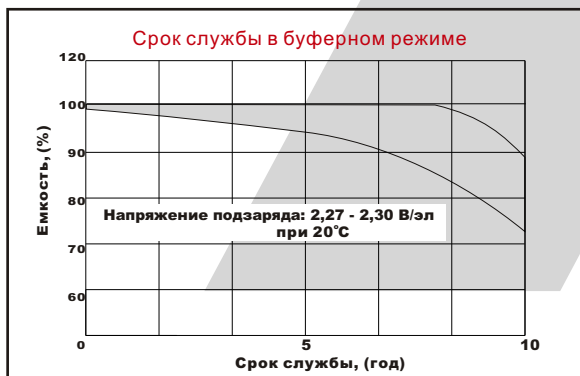 Срок службы в буферном режиме
120
100
90
80
70
60
0
5
10
Емкость, (%)
Напряжение подзаряда: 2,27 - 2,30 В/эл
при 20°C
Срок службы, (год)